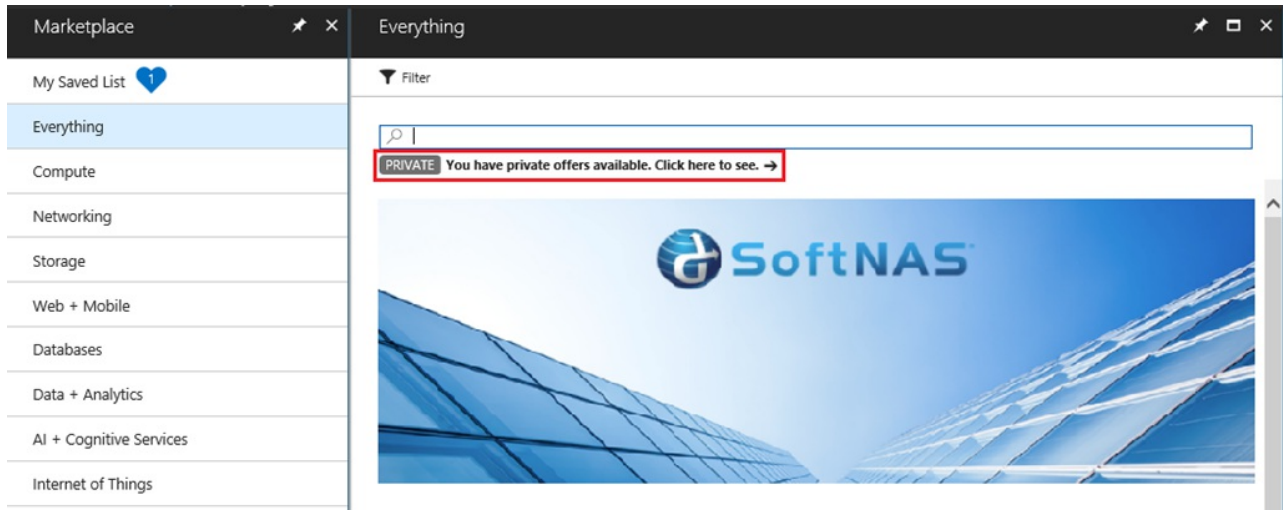 Marketplace
My Saved List 1
Everything
Compute
Networking
Storage
Web + Mobile
Databases
Data + Analytics
AI + Cognitive Services
Internet of Things
Everything
Filter
PRIVATE You have private offers available. Click here to see. →
SoftNAS